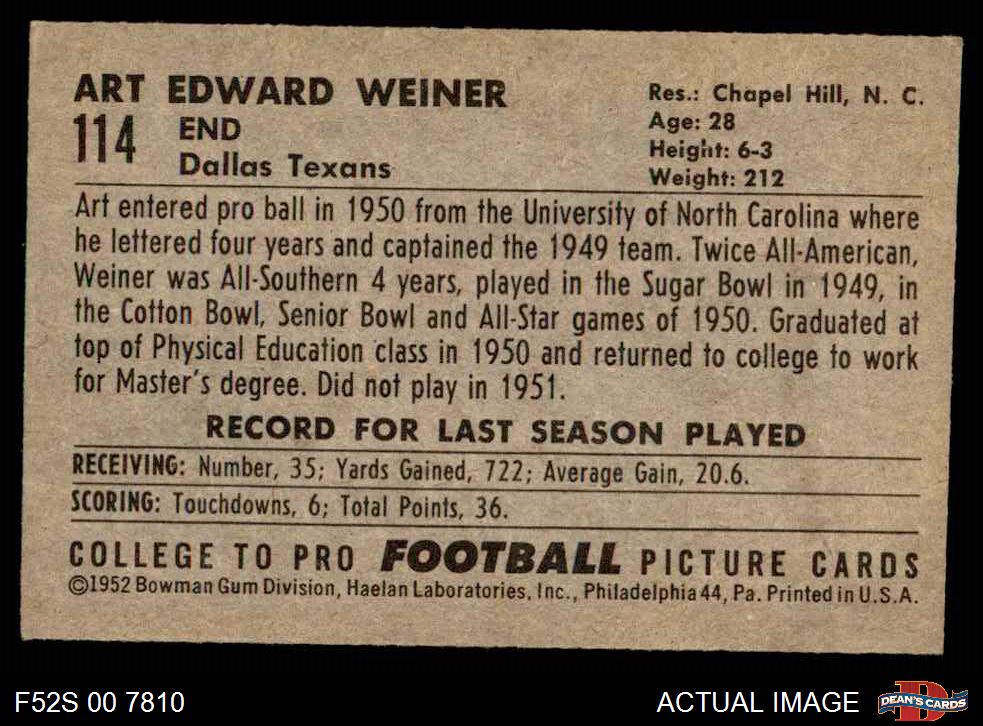 ART EDWARD WEINER
114
END
Dallas Texans
Res.: Chapel Hill, N. C.
Age: 28
Height: 6-3
Weight: 212
Art entered pro ball in 1950 from the University of North Carolina where
he lettered four years and captained the 1949 team. Twice All-American,
Weiner was All-Southern 4 years, played in the Sugar Bowl in 1949, in
the Cotton Bowl, Senior Bowl and All-Star games of 1950. Graduated at
top of Physical Education class in 1950 and returned to college to work
for Master's degree. Did not play in 1951.
RECORD FOR LAST SEASON PLAYED
RECEIVING: Number, 35; Yards Gained, 722; Average Gain, 20.6.
SCORING: Touchdowns, 6; Total Points, 36.
COLLEGE TO PRO FOOTBALL PICTURE CARDS
©1952 Bowman Gum Division, Haelan Laboratories, Inc., Philadelphia 44, Pa. Printed in U.S.A.
F52S 00 7810
ACTUAL IMAGE
DEAN'S CARDS